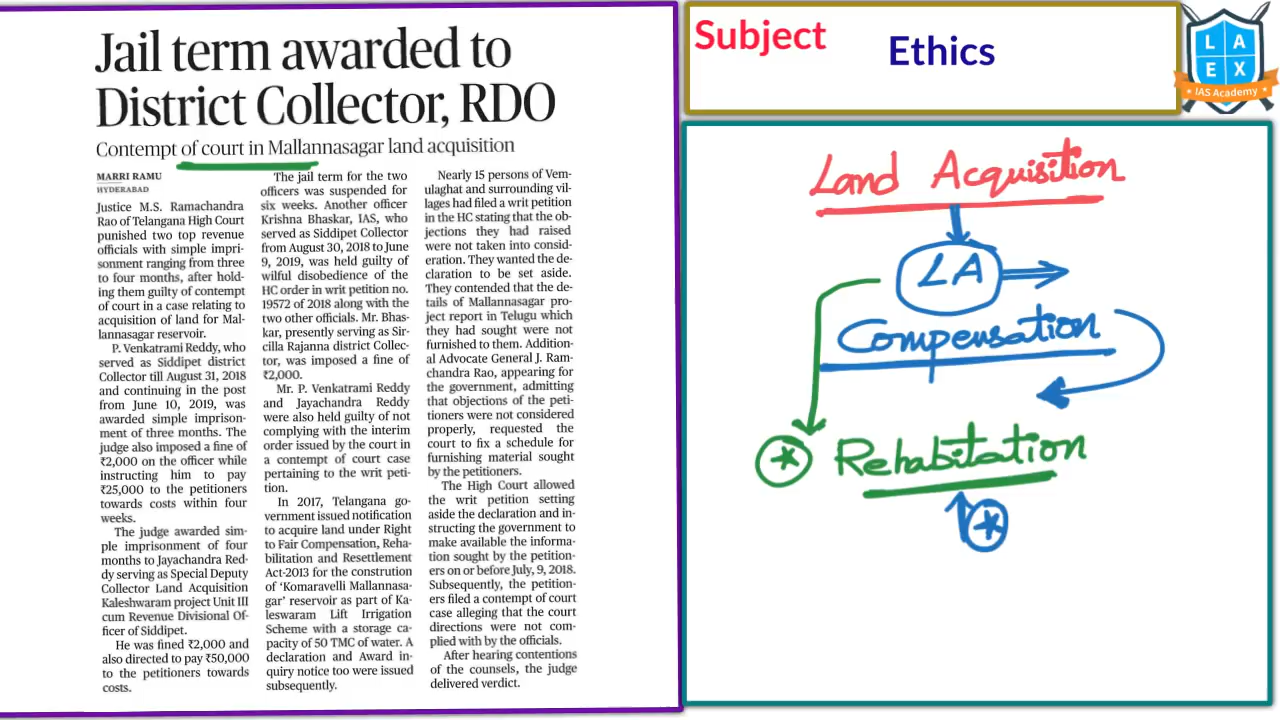 Jail term awarded to
District Collector, RDO
Contempt of court in Mallannasagar land acquisition
MARRI RAMU
HYDERABAD
Justice M.S. Ramachandra
Rao of Telangana High Court
punished two top revenue
officials with simple impri-
sonment ranging from three
to four months, after hold-
ing them guilty of contempt
of court in a case relating to
acquisition of land for Mal-
lannasagar reservoir.
P. Venkatrami Reddy, who
served as Siddipet district
Collector till August 31, 2018
and continuing in the post
from June 10, 2019, was
awarded simple imprison-
ment of three months. The
judge also imposed a fine of
₹2,000 on the officer while
instructing him to pay
₹25,000 to the petitioners
towards costs within four
weeks.
The judge awarded sim-
ple imprisonment of four
months to Jayachandra Red-
dy serving as Special Deputy
Collector Land Acquisition
Kaleshwaram project Unit III
cum Revenue Divisional Of-
ficer of Siddipet.
He was fined ₹2,000 and
also directed to pay ₹50,000
to the petitioners towards
costs.
The jail term for the two
officers was suspended for
six weeks. Another officer
Krishna Bhaskar, IAS, who
served as Siddipet Collector
from August 30, 2018 to June
9, 2019, was held guilty of
wilful disobedience of the
HC order in writ petition no.
19572 of 2018 along with the
two other officials. Mr. Bhas-
kar, presently serving as Sir-
cilla Rajanna district Collec-
tor, was imposed a fine of
₹2,000.
Mr. P. Venkatrami Reddy
and Jayachandra Reddy
were also held guilty of not
complying with the interim
order issued by the court in
a contempt of court case
pertaining to the writ peti-
tion.
In 2017, Telangana go-
vernment issued notification
to acquire land under Right
to Fair Compensation, Reha-
bilitation and Resettlement
Act-2013 for the constrution
of ‘Komaravelli Mallannasa-
gar’ reservoir as part of Ka-
leswaram Lift Irrigation
Scheme with a storage ca-
pacity of 50 TMC of water. A
declaration and Award in-
quiry notice too were issued
subsequently.
Nearly 15 persons of Vem-
ulaghat and surrounding vil-
lages had filed a writ petition
in the HC stating that the ob-
jections they had raised
were not taken into consid-
eration. They wanted the de-
claration to be set aside.
They contended that the de-
tails of Mallannasagar pro-
ject report in Telugu which
they had sought were not
furnished to them. Addition-
al Advocate General J. Ram-
chandra Rao, appearing for
the government, admitting
that objections of the peti-
tioners were not considered
properly, requested the
court to fix a schedule for
furnishing material sought
by the petitioners.
The High Court allowed
the writ petition setting
aside the declaration and in-
structing the government to
make available the informa-
tion sought by the petition-
ers on or before July, 9, 2018.
Subsequently, the petition-
ers filed a contempt of court
case alleging that the court
directions were not com-
plied with by the officials.
After hearing contentions
of the counsels, the judge
delivered verdict.
Subject
Ethics
L A
E X
IAS Academy
Land Acquisition
LA
Compensation
Rehabitation